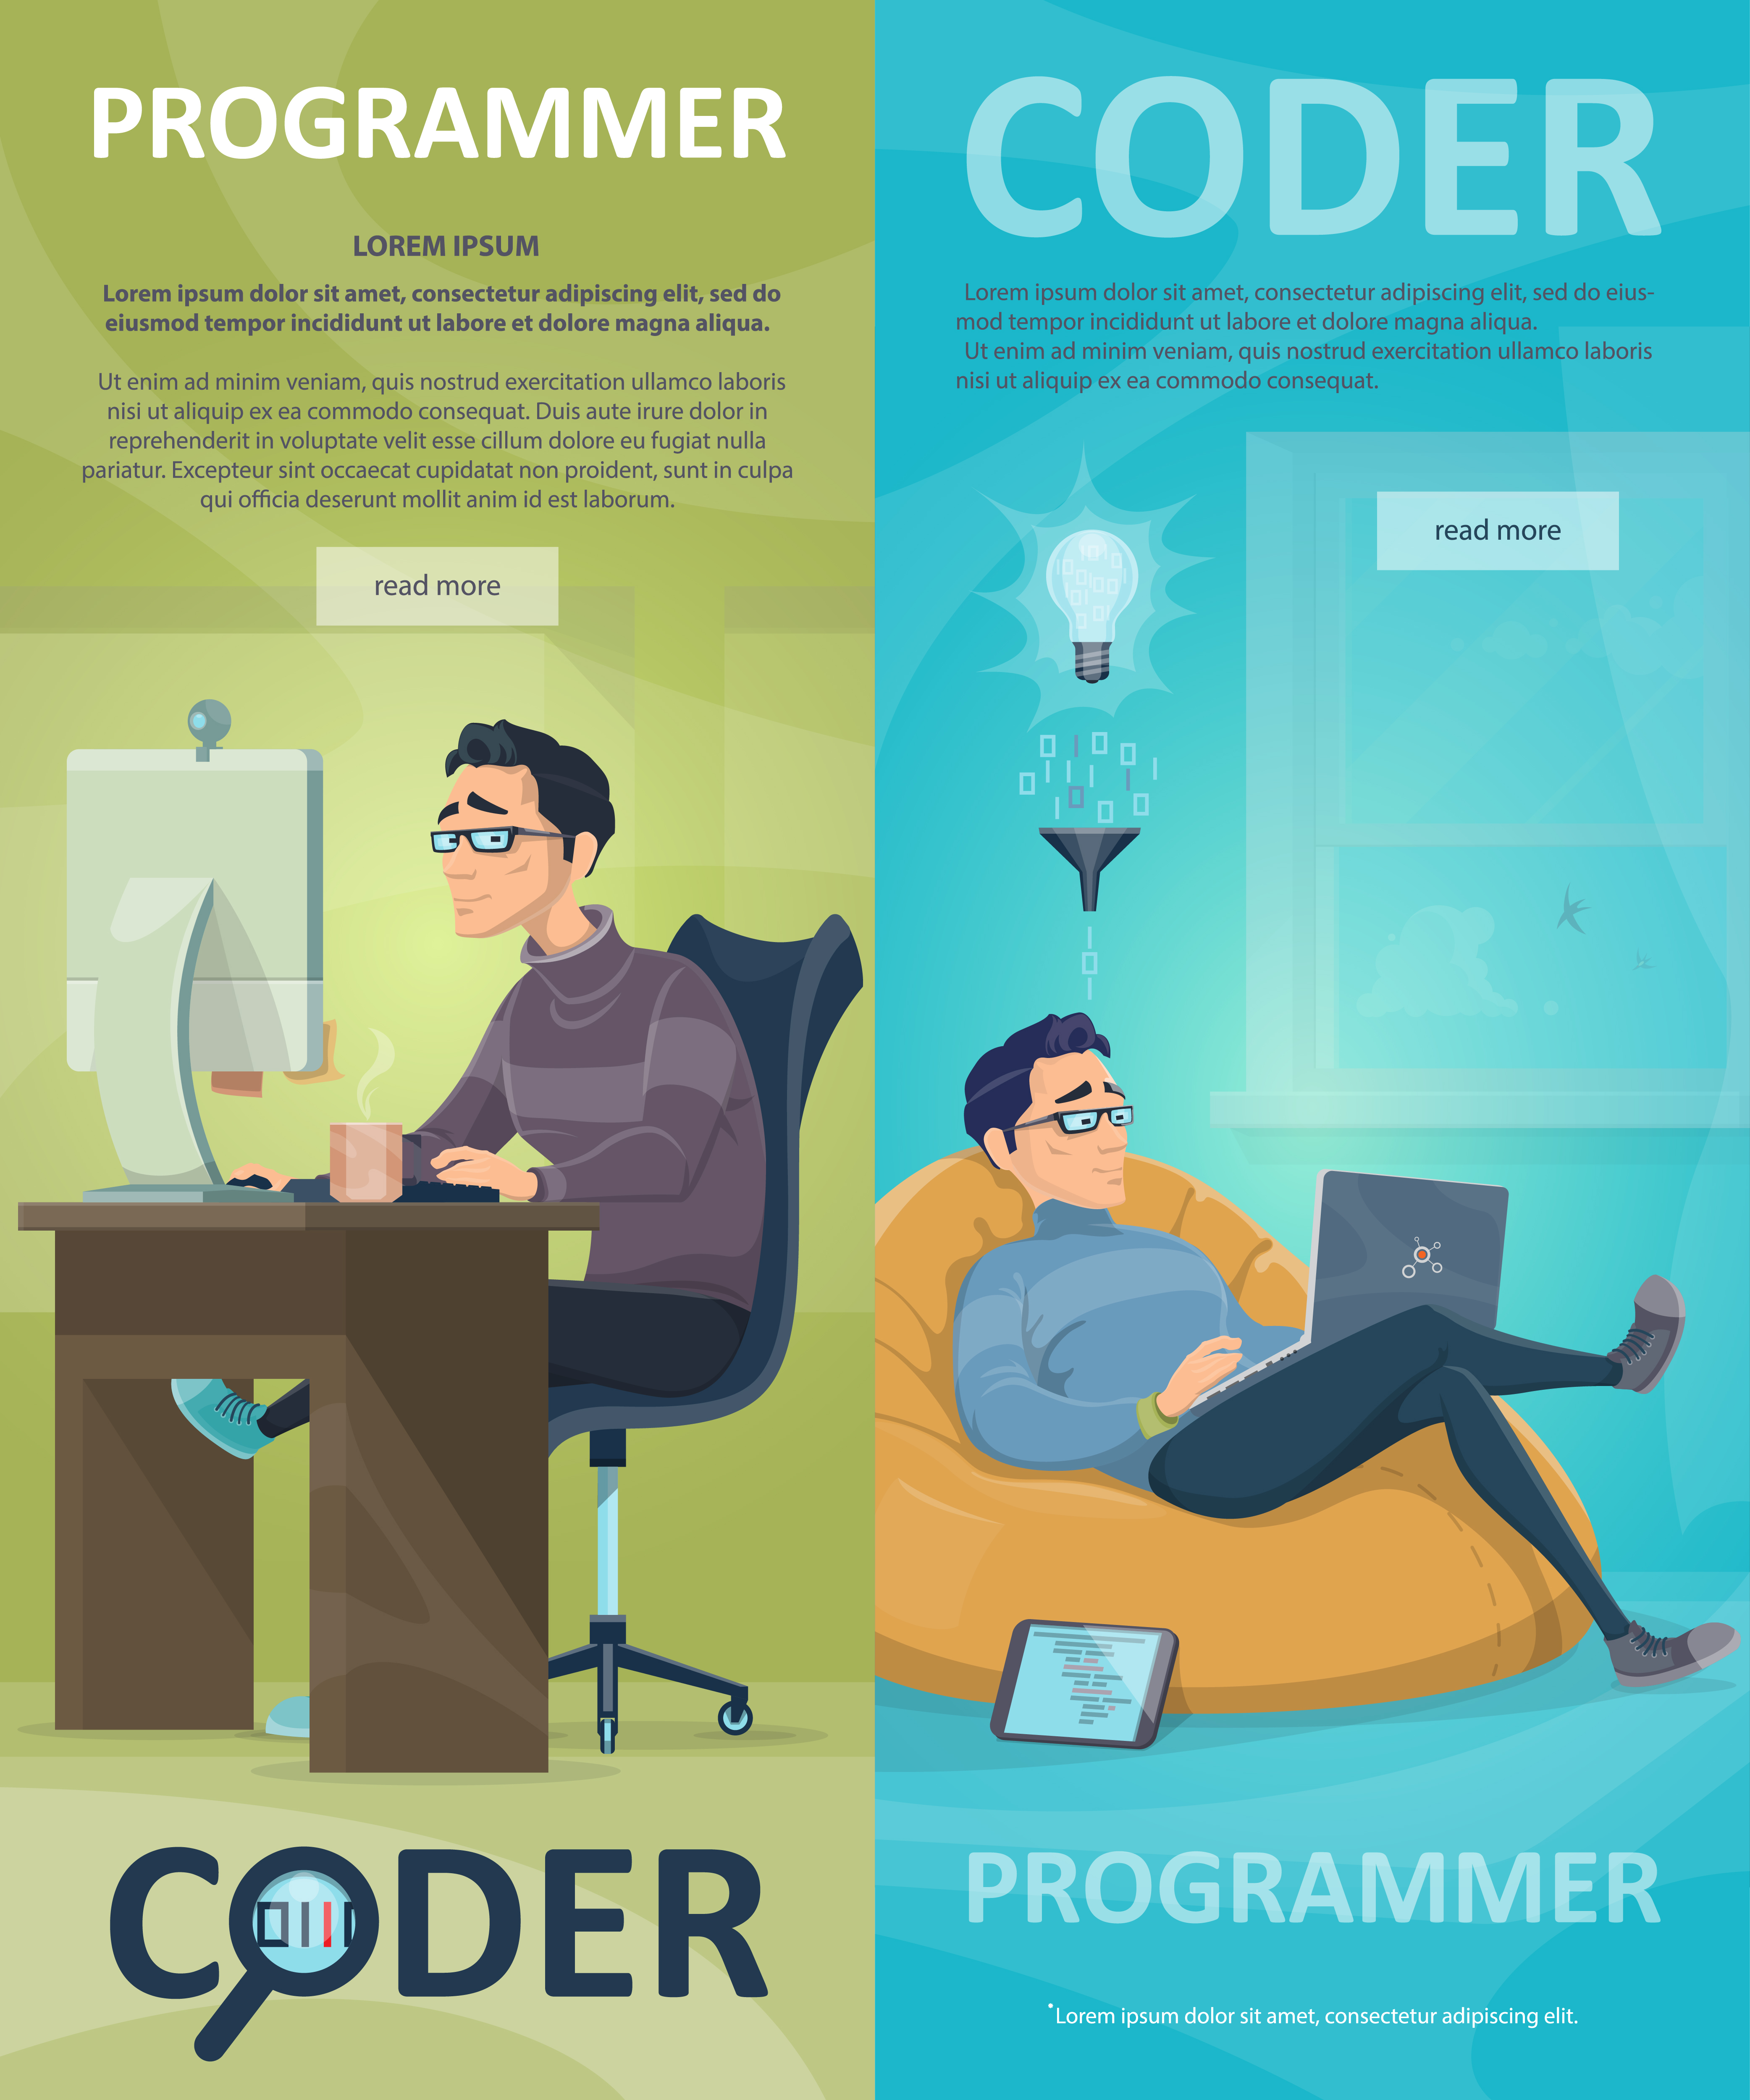 PROGRAMMER
LOREM IPSUM
Lorem ipsum dolor sit amet, consectetur adipiscing elit, sed do
eiusmod tempor incididunt ut labore et dolore magna aliqua.
Ut enim ad minim veniam, quis nostrud exercitation ullamco laboris
nisi ut aliquip ex ea commodo consequat. Duis aute irure dolor in
reprehenderit in voluptate velit esse cillum dolore eu fugiat nulla
pariatur. Excepteur sint occaecat cupidatat non proident, sunt in culpa
qui officia deserunt mollit anim id est laborum.
read more
CODER
CODER
Lorem ipsum dolor sit amet, consectetur adipiscing elit, sed do eius-
mod tempor incididunt ut labore et dolore magna aliqua.
Ut enim ad minim veniam, quis nostrud exercitation ullamco laboris
nisi ut aliquip ex ea commodo consequat.
read more
PROGRAMMER
*Lorem ipsum dolor sit amet, consectetur adipiscing elit.